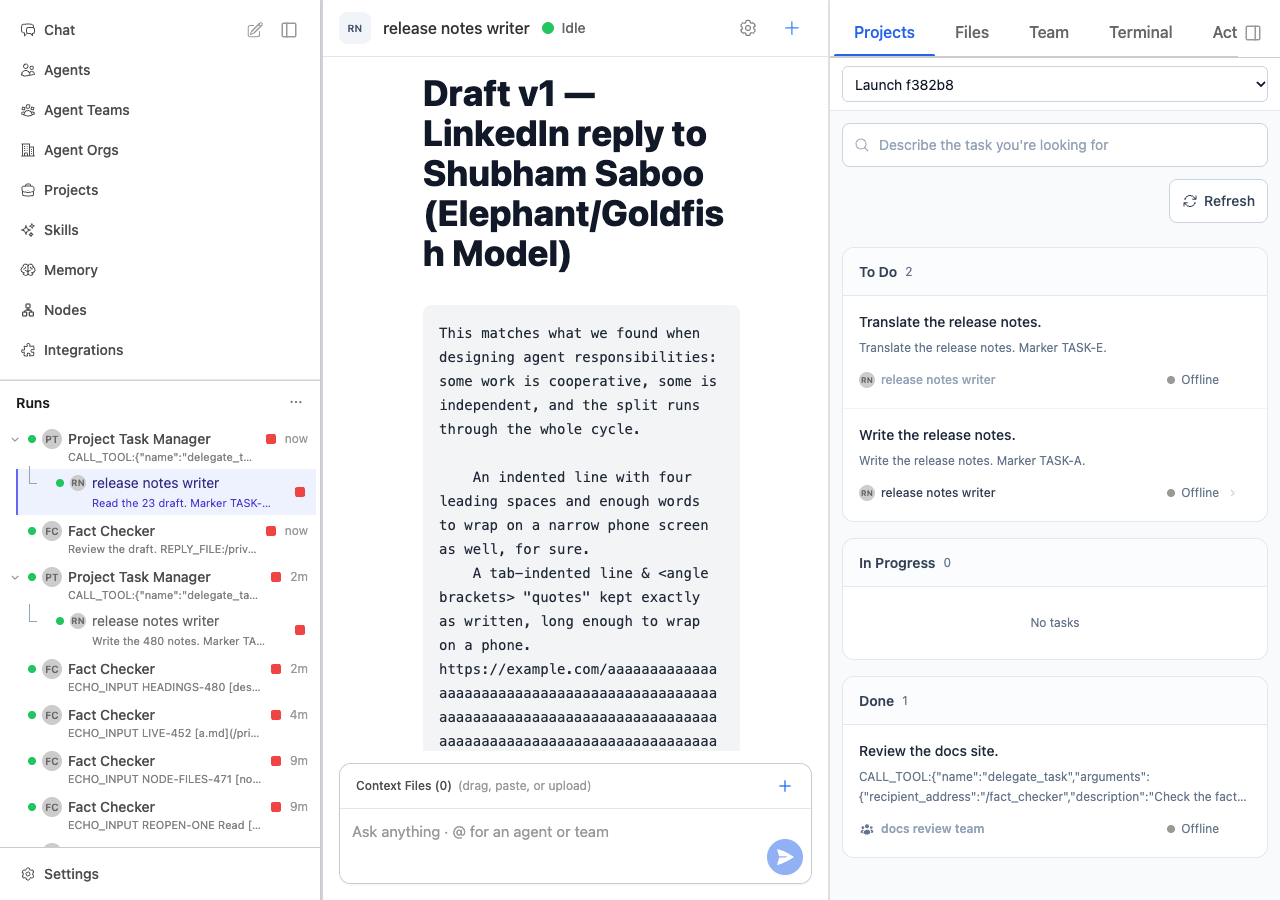 Chat
Agents
Agent Teams
Agent Orgs
Projects
Skills
Memory
Nodes
Integrations
Runs
PT Project Task Manager now
CALL_TOOL:{"name":"delegate_t...
RN release notes writer
Read the 23 draft. Marker TASK-...
FC Fact Checker now
Review the draft. REPLY_FILE:/priv...
PT Project Task Manager 2m
CALL_TOOL:{"name":"delegate_ta...
RN release notes writer
Write the 480 notes. Marker TA...
FC Fact Checker 2m
ECHO_INPUT HEADINGS-480 [des...
FC Fact Checker 4m
ECHO_INPUT LIVE-452 [a.md](/pri...
FC Fact Checker 9m
ECHO_INPUT NODE-FILES-471 [no...
FC Fact Checker 9m
ECHO_INPUT REOPEN-ONE Read [...
Settings
RN release notes writer Idle
Draft v1 —
LinkedIn reply to
Shubham Saboo
(Elephant/Goldfis
h Model)
This matches what we found when
designing agent responsibilities:
some work is cooperative, some is
independent, and the split runs
through the whole cycle.
An indented line with four
leading spaces and enough words
to wrap on a narrow phone screen
as well, for sure.
A tab-indented line & <angle
brackets> "quotes" kept exactly
as written, long enough to wrap
on a phone.
https://example.com/aaaaaaaaaaaaa
aaaaaaaaaaaaaaaaaaaaaaaaaaaaaaaaa
aaaaaaaaaaaaaaaaaaaaaaaaaaaaaaaaa
aaaaaaaaaaaaaaaaaaaaaaaaaaaaaaaaa
Context Files (0) (drag, paste, or upload)
Ask anything · @ for an agent or team
Projects Files Team Terminal Act
Launch f382b8
Describe the task you're looking for
Refresh
To Do 2
Translate the release notes.
Translate the release notes. Marker TASK-E.
RN release notes writer Offline
Write the release notes.
Write the release notes. Marker TASK-A.
RN release notes writer Offline
In Progress 0
No tasks
Done 1
Review the docs site.
CALL_TOOL:{"name":"delegate_task","arguments":
{"recipient_address":"/fact_checker","description":"Check the fact...
docs review team Offline